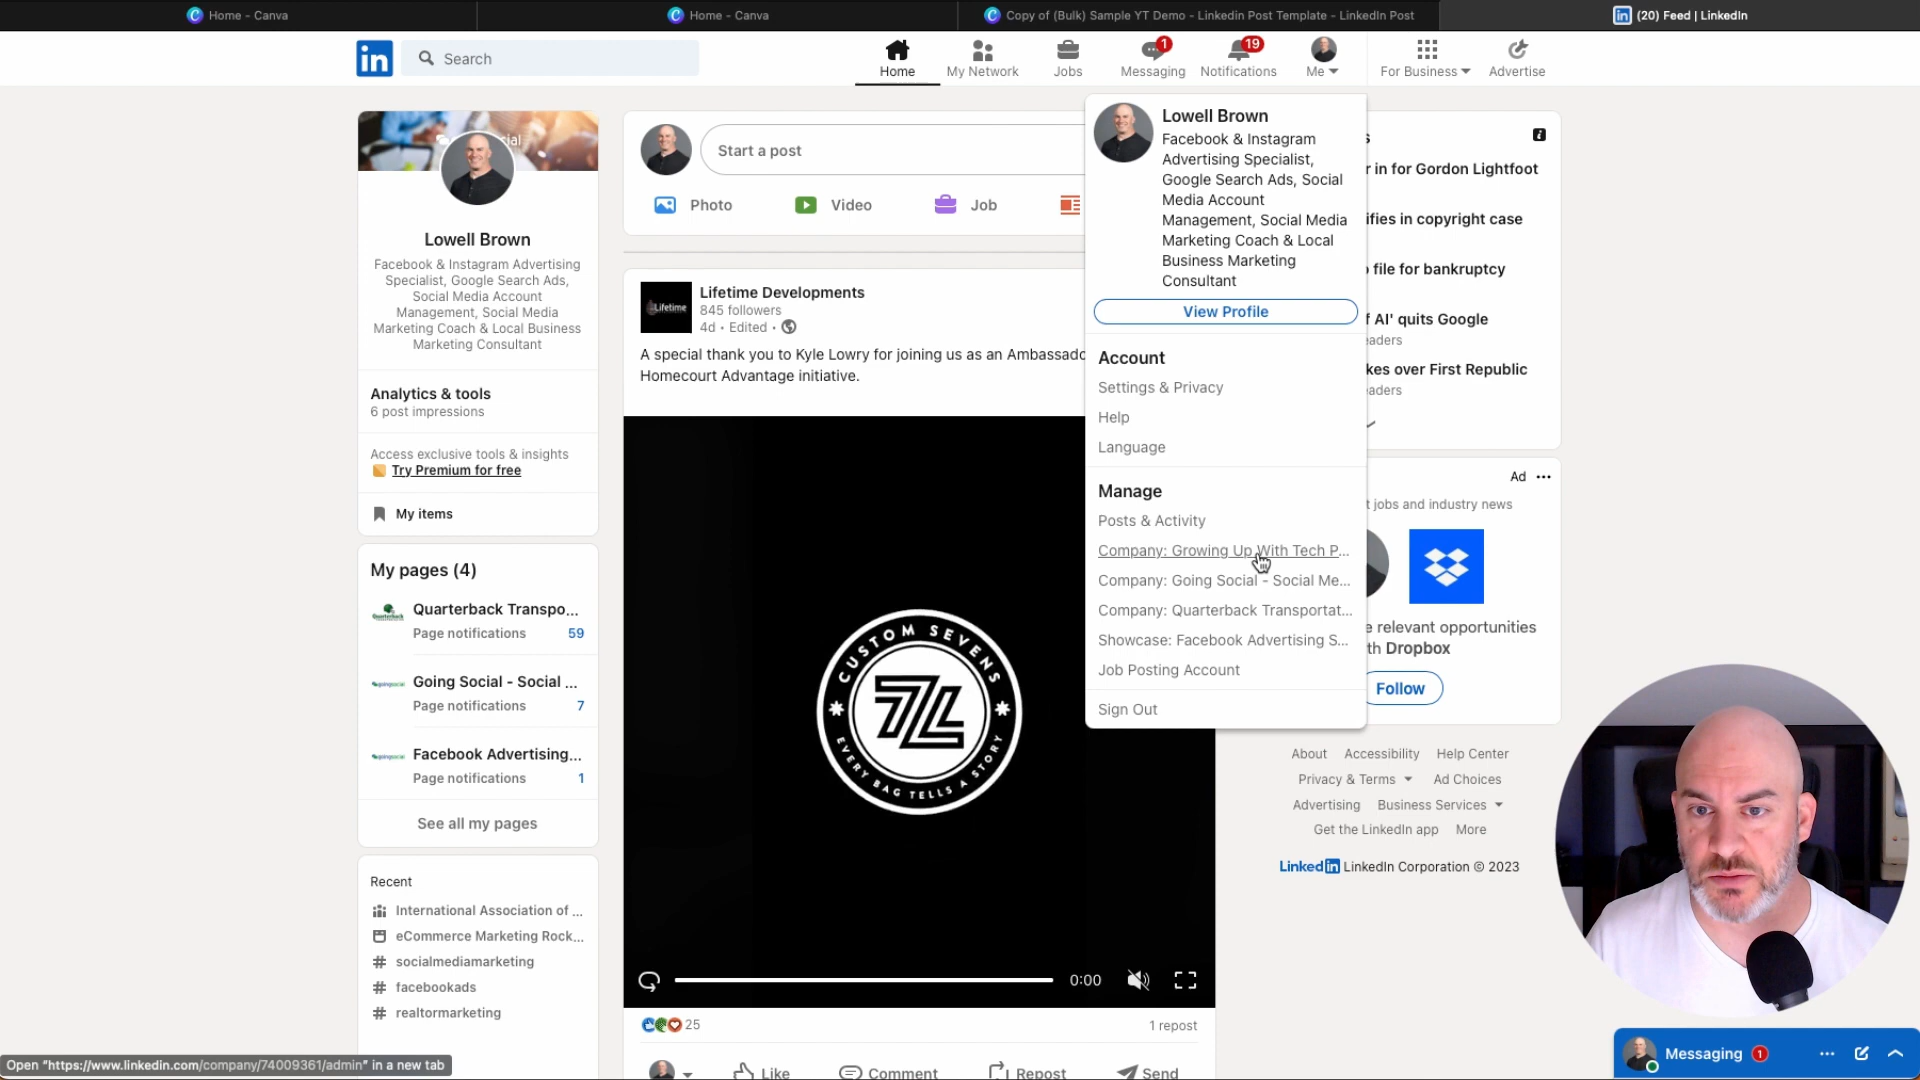 Home - Canva
Home - Canva
Copy of (Bulk) Sample YT Demo - Linkedin Post Template - LinkedIn Post
(20) Feed | LinkedIn
in
Search
Home
My Network
Jobs
1
Messaging
19
Notifications
Me
For Business
Advertise
Lowell Brown
Facebook & Instagram Advertising
Specialist, Google Search Ads,
Social Media Account
Management, Social Media
Marketing Coach & Local Business
Marketing Consultant
Analytics & tools
6 post impressions
Access exclusive tools & insights
Try Premium for free
My items
My pages (4)
Quarterback Transpo...
Page notifications 59
Going Social - Social ...
Page notifications 7
Facebook Advertising...
Page notifications 1
See all my pages
Recent
International Association of ...
eCommerce Marketing Rock...
# socialmediamarketing
# facebookads
# realtormarketing
Start a post
Photo
Video
Job
Lifetime
Lifetime Developments
845 followers
4d • Edited •
A special thank you to Kyle Lowry for joining us as an Ambassado
Homecourt Advantage initiative.
CUSTOM SEVENS
EVERY BAG TELLS A STORY
0:00
25
1 repost
Like
Comment
Repost
Send
Lowell Brown
Facebook & Instagram
Advertising Specialist,
Google Search Ads, Social
Media Account
Management, Social Media
Marketing Coach & Local
Business Marketing
Consultant
View Profile
Account
Settings & Privacy
Help
Language
Manage
Posts & Activity
Company: Growing Up With Tech P...
Company: Going Social - Social Me...
Company: Quarterback Transportat...
Showcase: Facebook Advertising S...
Job Posting Account
Sign Out
r in for Gordon Lightfoot
ifies in copyright case
file for bankruptcy
f AI' quits Google
eaders
kes over First Republic
eaders
Ad
t jobs and industry news
e relevant opportunities
th Dropbox
Follow
About Accessibility Help Center
Privacy & Terms Ad Choices
Advertising Business Services
Get the LinkedIn app More
Linked in LinkedIn Corporation © 2023
Messaging 1
Open "https://www.linkedin.com/company/74009361/admin" in a new tab